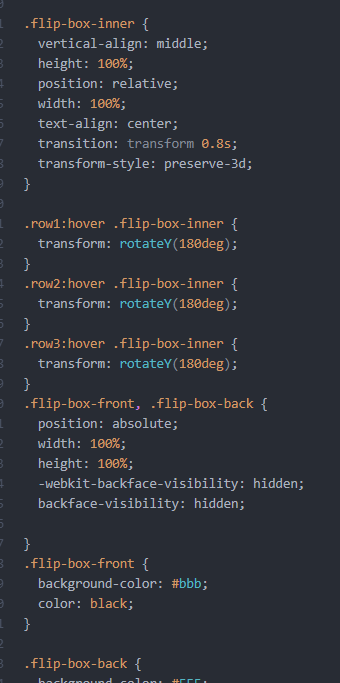 .flip-box-inner {
  vertical-align: middle;
  height: 100%;
  position: relative;
  width: 100%;
  text-align: center;
  transition: transform 0.8s;
  transform-style: preserve-3d;
}
.row1:hover .flip-box-inner {
  transform: rotateY(180deg);
}
.row2:hover .flip-box-inner {
  transform: rotateY(180deg);
}
.row3:hover .flip-box-inner {
  transform: rotateY(180deg);
}
.flip-box-front, .flip-box-back {
  position: absolute;
  width: 100%;
  height: 100%;
  -webkit-backface-visibility: hidden;
  backface-visibility: hidden;
}
.flip-box-front {
  background-color: #bbb;
  color: black;
}
.flip-box-back {
  background-color: